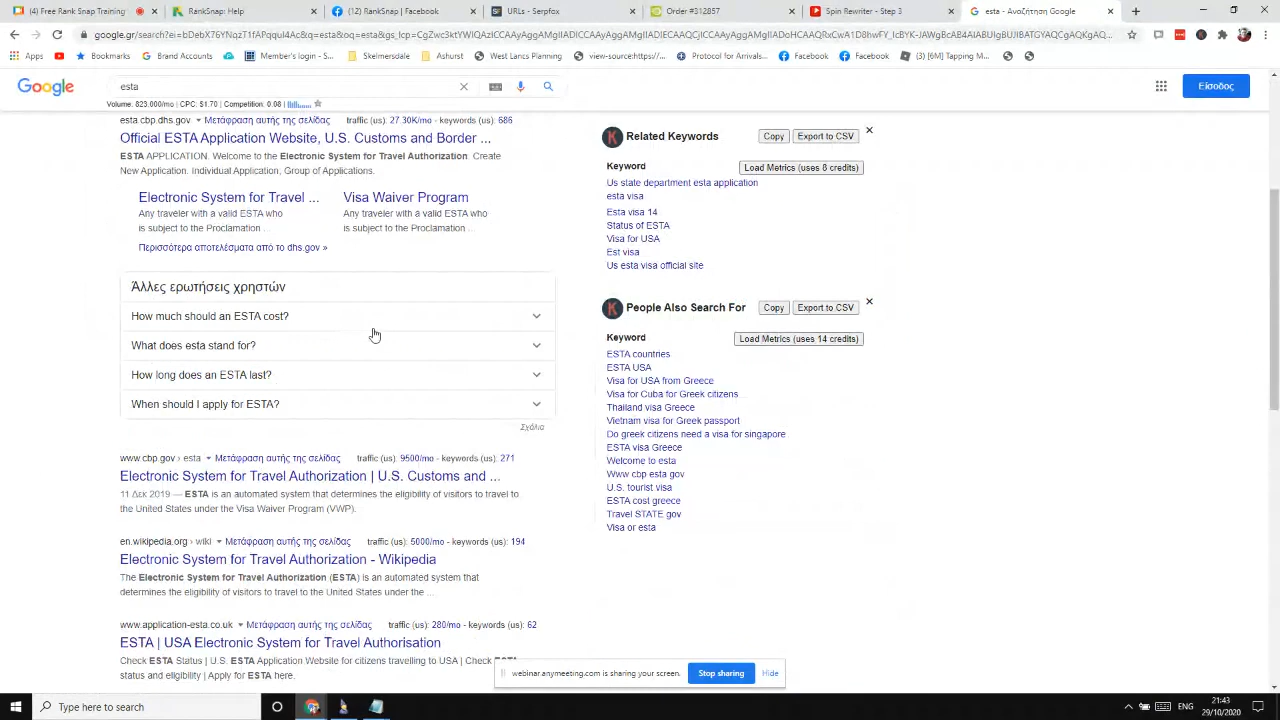 (4) Free Rank Snap Training
RankSnap: Help
(12) RankSnap | Facebook
URLs - Serpfox
Order #312857
Spin Rewriter - Step 3
esta - Αναζήτηση Google
Apps
Bookmarks
Brand Accounts
Member's login - S...
Skelmersdale
Ashurst
West Lancs Planning
view-source:https://...
Protocol for Arrivals...
Facebook
Facebook
[4M] Tapping M...
Google
esta
Είσοδος
Volume: 823.000/mo | CPC: $1.70 | Competition: 0.08 |
esta.cbp.dhs.gov Μετάφραση αυτής της σελίδας traffic (us): 27.30K/mo - keywords (us): 686
Official ESTA Application Website, U.S. Customs and Border ...
ESTA APPLICATION. Welcome to the Electronic System for Travel Authorization. Create
New Application. Individual Application, Group of Applications.
Electronic System for Travel ...
Any traveler with a valid ESTA who
is subject to the Proclamation ...
Visa Waiver Program
Any traveler with a valid ESTA who
is subject to the Proclamation ...
Περισσότερα αποτελέσματα από το dhs.gov »
Άλλες ερωτήσεις χρηστών
How much should an ESTA cost?
What does esta stand for?
How long does an ESTA last?
When should I apply for ESTA?
Σχόλια
www.cbp.gov › esta Μετάφραση αυτής της σελίδας traffic (us): 9500/mo - keywords (us): 271
Electronic System for Travel Authorization | U.S. Customs and ...
11 Δεκ 2019 — ESTA is an automated system that determines the eligibility of visitors to travel to
the United States under the Visa Waiver Program (VWP).
en.wikipedia.org › wiki Μετάφραση αυτής της σελίδας traffic (us): 5000/mo - keywords (us): 194
Electronic System for Travel Authorization - Wikipedia
The Electronic System for Travel Authorization (ESTA) is an automated system that
determines the eligibility of visitors to travel to the United States under the ...
www.application-esta.co.uk Μετάφραση αυτής της σελίδας traffic (us): 280/mo - keywords (us): 62
ESTA | USA Electronic System for Travel Authorisation
Check ESTA Status | U.S. ESTA Application Website for citizens travelling to USA | Check ESTA
status and eligibility | Apply for ESTA here.
K Related Keywords Copy Export to CSV
Keyword Load Metrics (uses 8 credits)
Us state department esta application
esta visa
Esta visa 14
Status of ESTA
Visa for USA
Est visa
Us esta visa official site
K People Also Search For Copy Export to CSV
Keyword Load Metrics (uses 14 credits)
ESTA countries
ESTA USA
Visa for USA from Greece
Visa for Cuba for Greek citizens
Thailand visa Greece
Vietnam visa for Greek passport
Do greek citizens need a visa for singapore
ESTA visa Greece
Welcome to esta
Www cbp esta gov
U.S. tourist visa
ESTA cost greece
Travel STATE gov
Visa or esta
webinar.anymeeting.com is sharing your screen. Stop sharing Hide
Type here to search
ENG
21:43
29/10/2020